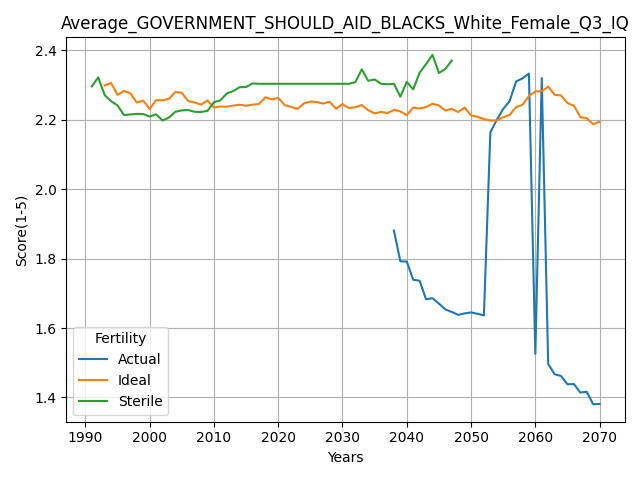 Average_GOVERNMENT_SHOULD_AID_BLACKS_White_Female_Q3_IQ
Score(1-5)
2.4
2.2
2.0
1.8
1.6
1.4
Fertility
Actual
Ideal
Sterile
1990 2000 2010 2020 2030 2040 2050 2060 2070
Years